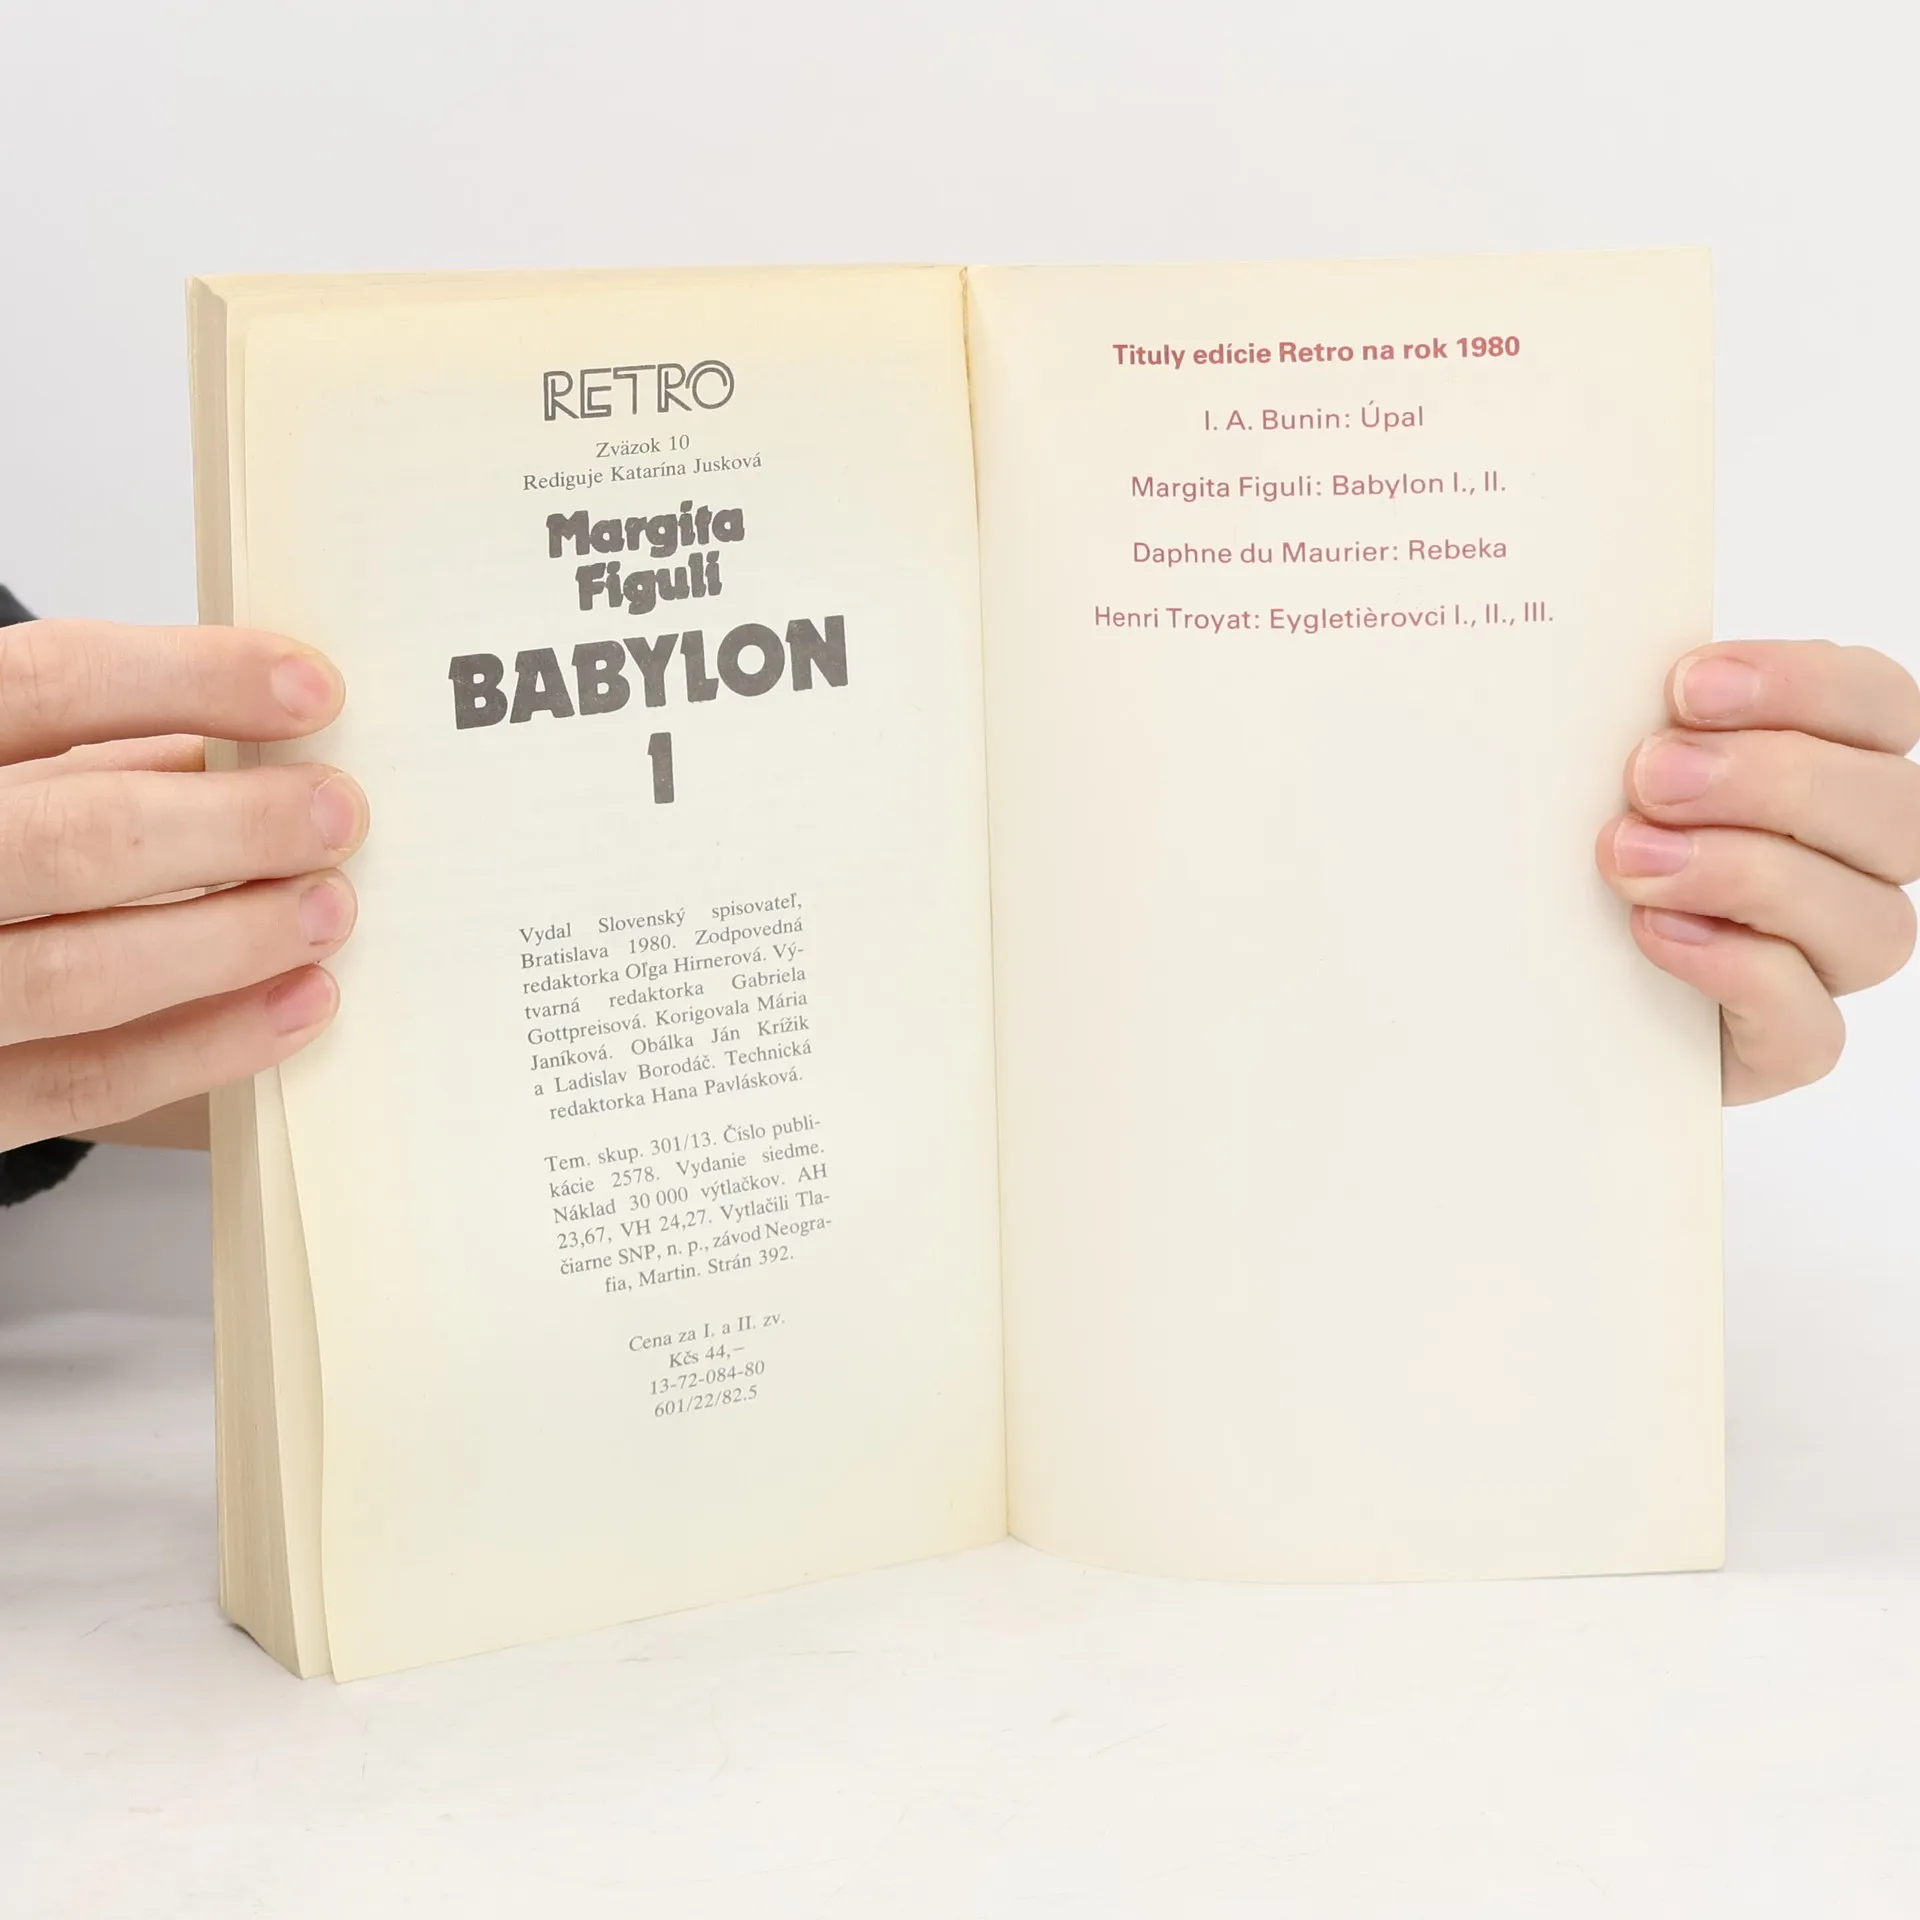 RETRO
Zväzok 10
Rediguje Katarína Jusková
Margita
Figuli
BABYLON
1
Vydal Slovenský spisovateľ,
Bratislava 1980. Zodpovedná
redaktorka Oľga Hirnerová. Vý-
tvarná redaktorka Gabriela
Gottpreisová. Korigovala Mária
Janíková. Obálka Ján Krížik
a Ladislav Borodáč. Technická
redaktorka Hana Pavlásková.
Tem. skup. 301/13. Číslo publi-
kácie 2578. Vydanie siedme.
Náklad 30 000 výtlačkov. AH
23,67, VH 24,27. Vytlačili Tla-
čiarne SNP, n. p., závod Neogra-
fia, Martin. Strán 392.
Cena za I. a II. zv.
Kčs 44,—
13-72-084-80
601/22/82.5
Tituly edície Retro na rok 1980
I. A. Bunin: Úpal
Margita Figuli: Babylon I., II.
Daphne du Maurier: Rebeka
Henri Troyat: Eygletièrovci I., II., III.